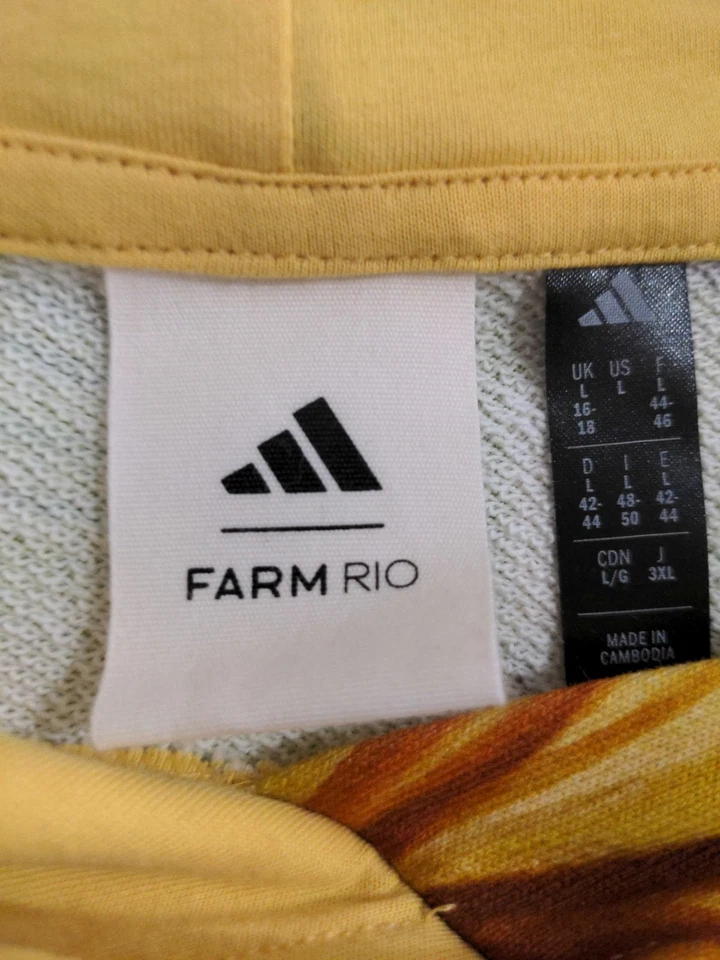 FARM RIO
UK US F
L L L
16- 44-
18 46
D I E
L L L
42- 48- 42-
44 50 44
CDN J
L/G 3XL
MADE IN
CAMBODIA